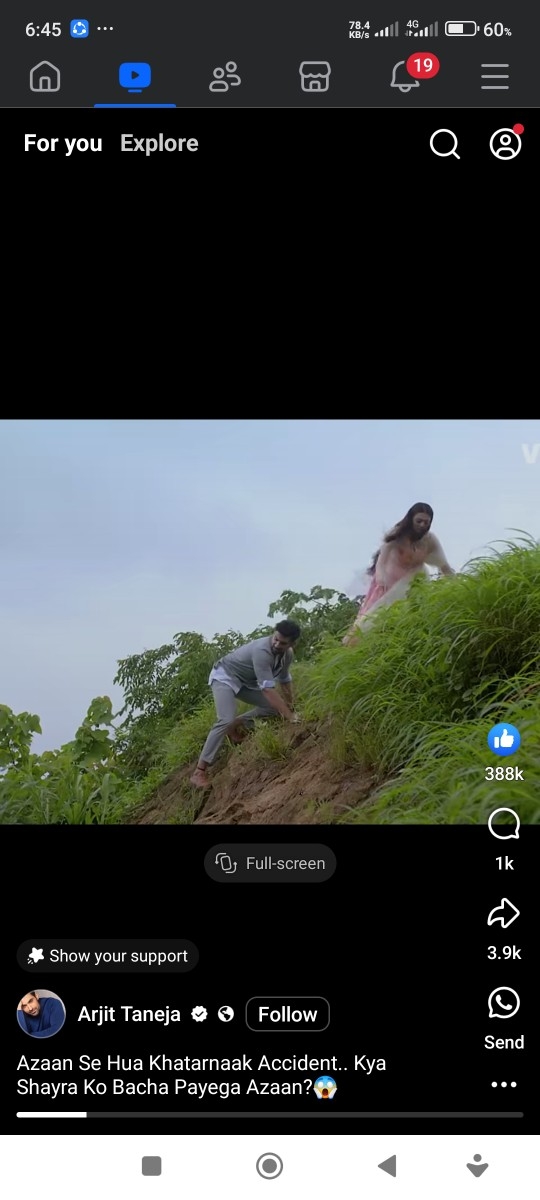 6:45 ... 78.4 KB/s 4G 60%
19
For you Explore
V
388k
Full-screen
1k
Show your support
3.9k
Arjit Taneja Follow
Send
Azaan Se Hua Khatarnaak Accident.. Kya
Shayra Ko Bacha Payega Azaan?😱